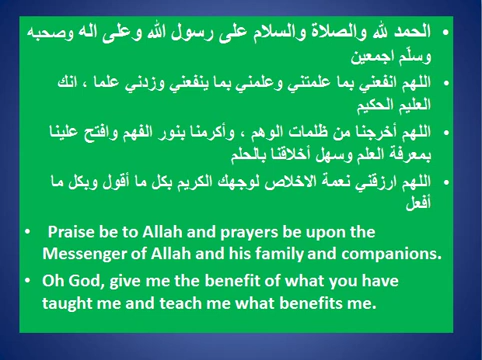 • الحمد لله والصلاة والسلام على رسول الله وعلى اله وصحبه
وسلّم اجمعين
• اللهم انفعني بما علمتني وعلمني بما ينفعني وزدني علما ، انك
العليم الحكيم
• اللهم أخرجنا من ظلمات الوهم ، وأكرمنا بنور الفهم وافتح علينا
بمعرفة العلم وسهل أخلاقنا بالحلم
• اللهم ارزقني نعمة الاخلاص لوجهك الكريم بكل ما أقول وبكل ما
أفعل
• Praise be to Allah and prayers be upon the
Messenger of Allah and his family and companions.
• Oh God, give me the benefit of what you have
taught me and teach me what benefits me.